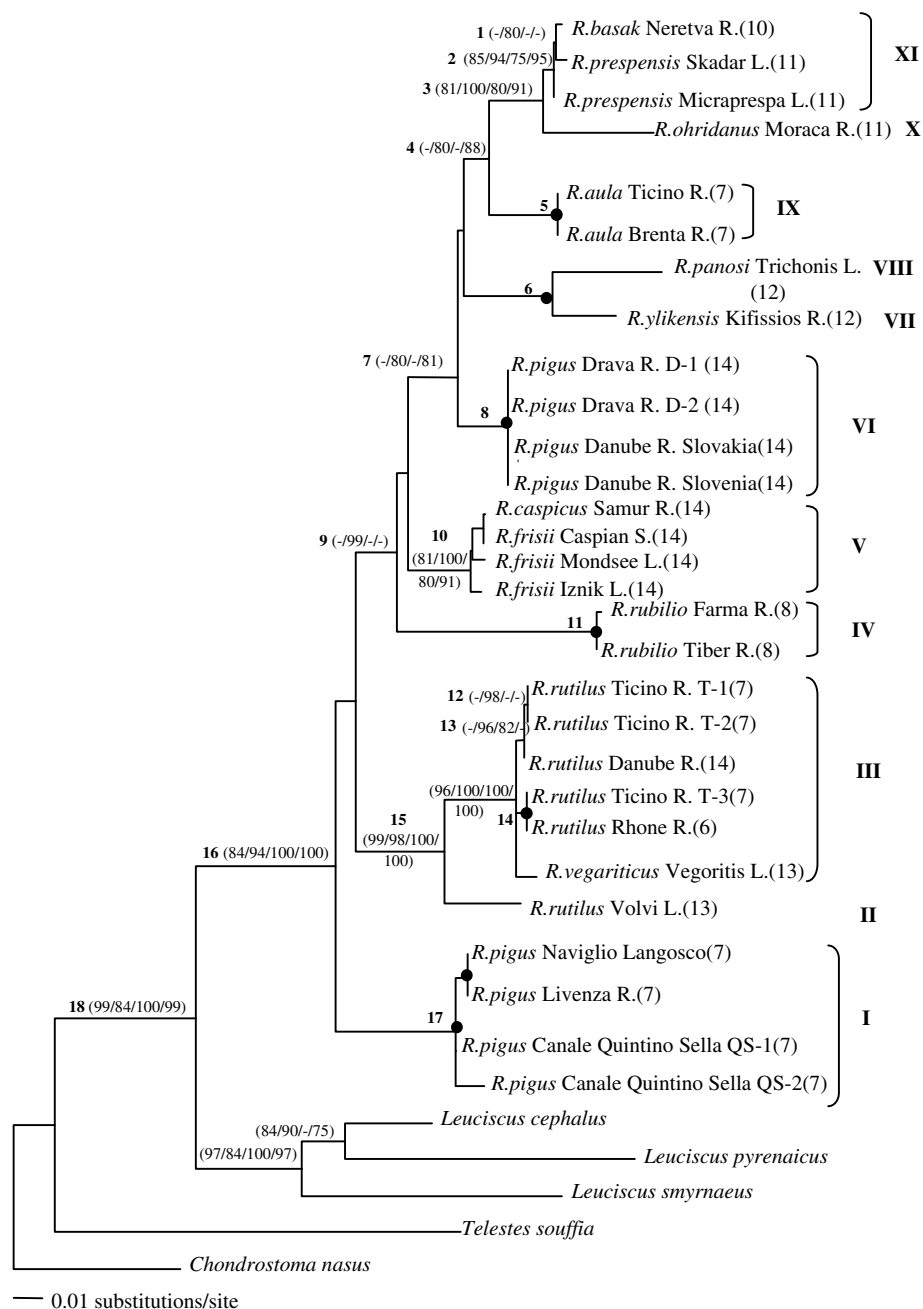 1 (-/80/-/-)
R.basak Neretva R.(10)
XI
2 (85/94/75/95)
R.prespensis Skadar L.(11)
3 (81/100/80/91)
R.prespensis Micraprespa L.(11)
R.ohridanus Moraca R.(11) X
4 (-/80/-/88)
R.aula Ticino R.(7)
5
IX
R.aula Brenta R.(7)
R.panosi Trichonis L. VIII
(12)
6
R.ylikensis Kifissios R.(12) VII
7 (-/80/-/81)
R.pigus Drava R. D-1 (14)
8
R.pigus Drava R. D-2 (14)
VI
R.pigus Danube R. Slovakia(14)
R.pigus Danube R. Slovenia(14)
R.caspicus Samur R.(14)
9 (-/99/-/-)
10
R.frisii Caspian S.(14)
V
(81/100/
80/91)
R.frisii Mondsee L.(14)
R.frisii Iznik L.(14)
R.rubilio Farma R.(8)
11
IV
R.rubilio Tiber R.(8)
12 (-/98/-/-)
R.rutilus Ticino R. T-1(7)
13 (-/96/82/-)
R.rutilus Ticino R. T-2(7)
R.rutilus Danube R.(14)
III
(96/100/100/
100)
R.rutilus Ticino R. T-3(7)
14
15
(99/98/100/
100)
R.rutilus Rhone R.(6)
16 (84/94/100/100)
R.vegariticus Vegoritis L.(13)
R.rutilus Volvi L.(13)
II
R.pigus Naviglio Langosco(7)
18 (99/84/100/99)
R.pigus Livenza R.(7)
17
I
R.pigus Canale Quintino Sella QS-1(7)
R.pigus Canale Quintino Sella QS-2(7)
Leuciscus cephalus
(84/90/-/75)
(97/84/100/97)
Leuciscus pyrenaicus
Leuciscus smyrnaeus
Telestes souffia
Chondrostoma nasus
0.01 substitutions/site